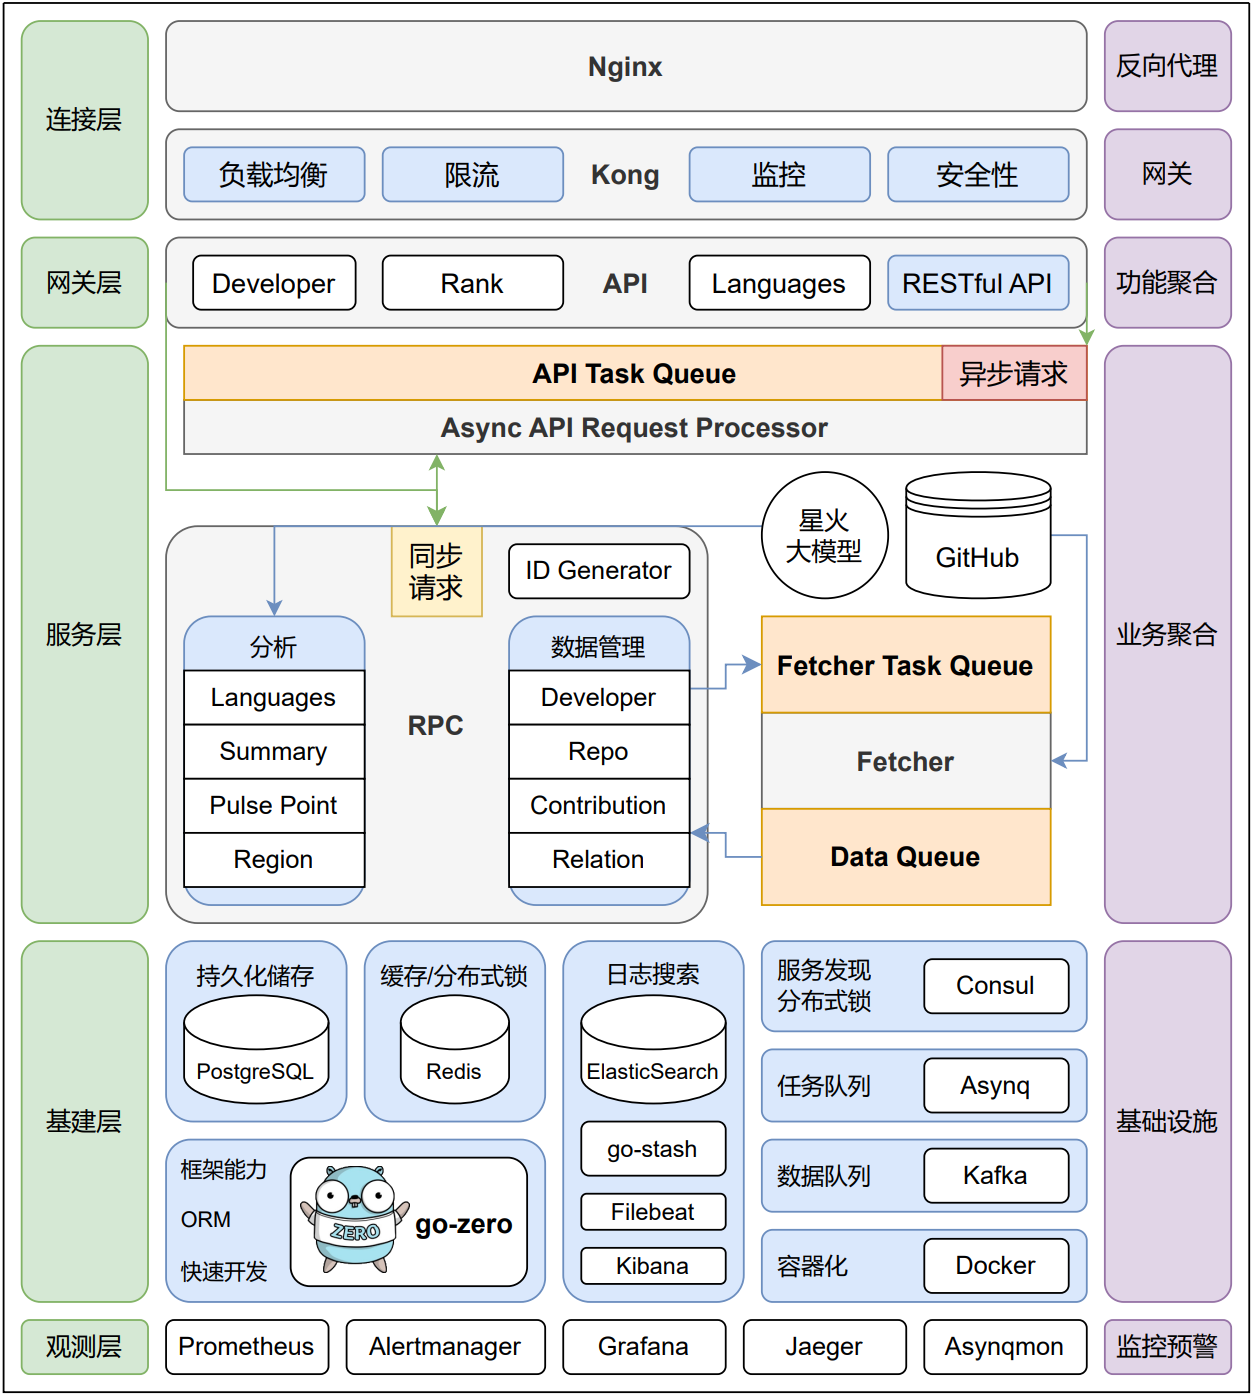 连接层
Nginx
反向代理
负载均衡
限流
Kong
监控
安全性
网关
网关层
Developer
Rank
API
Languages
RESTful API
功能聚合
服务层
API Task Queue
异步请求
Async API Request Processor
业务聚合
同步
请求
ID Generator
星火
大模型
GitHub
分析
Languages
Summary
Pulse Point
Region
RPC
数据管理
Developer
Repo
Contribution
Relation
Fetcher Task Queue
Fetcher
Data Queue
基建层
持久化储存
PostgreSQL
缓存/分布式锁
Redis
日志搜索
ElasticSearch
go-stash
Filebeat
Kibana
服务发现
分布式锁
Consul
任务队列
Asynq
数据队列
Kafka
容器化
Docker
框架能力
ORM
快速开发
ZERO
go-zero
基础设施
观测层
Prometheus
Alertmanager
Grafana
Jaeger
Asynqmon
监控预警